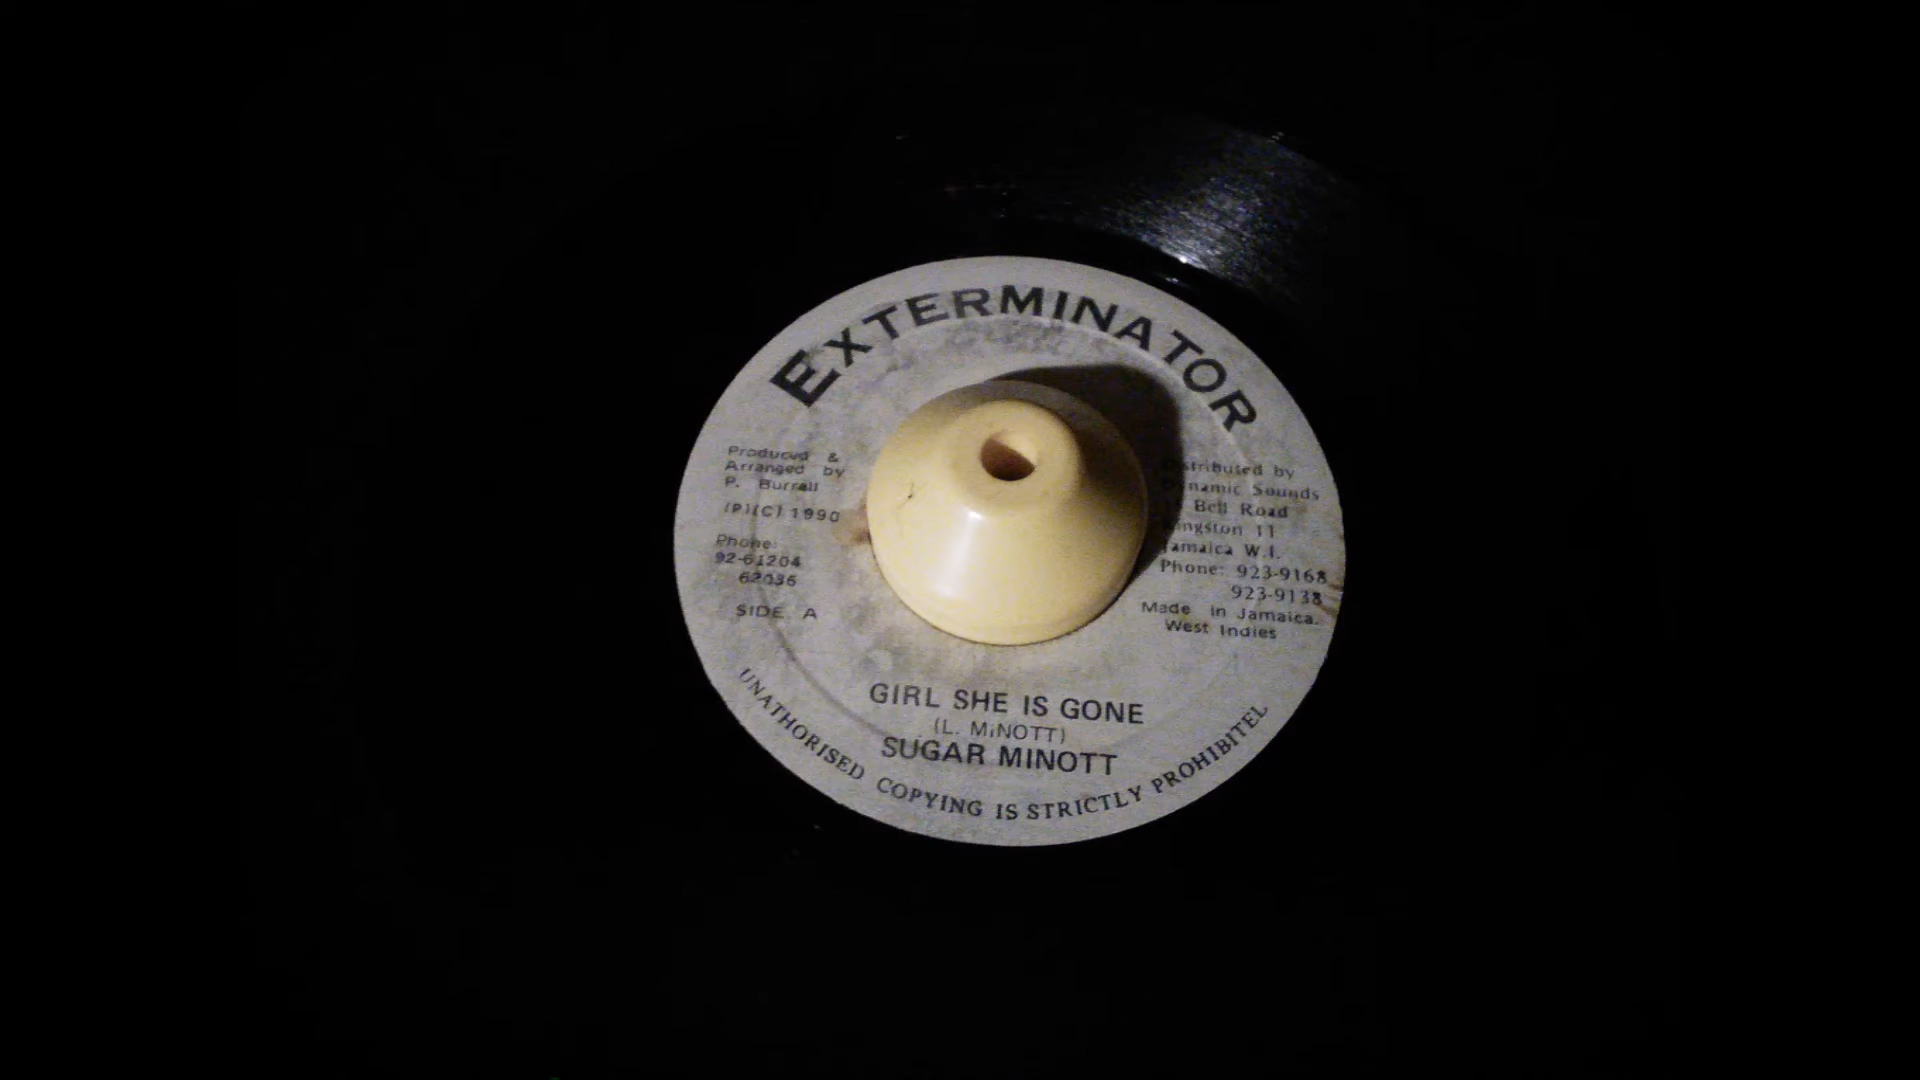 EXTERMINATOR
Produced &
Arranged by
P. Burrell
(P)(C) 1990
Phone:
92-61204
62036
SIDE A
Distributed by
Dynamic Sounds
Bell Road
Kingston 11
Jamaica W.I.
Phone: 923-9168
923-9138
Made in Jamaica.
West Indies
GIRL SHE IS GONE
(L. MiNOTT)
SUGAR MINOTT
UNATHORISED COPYING IS STRICTLY PROHIBITEL